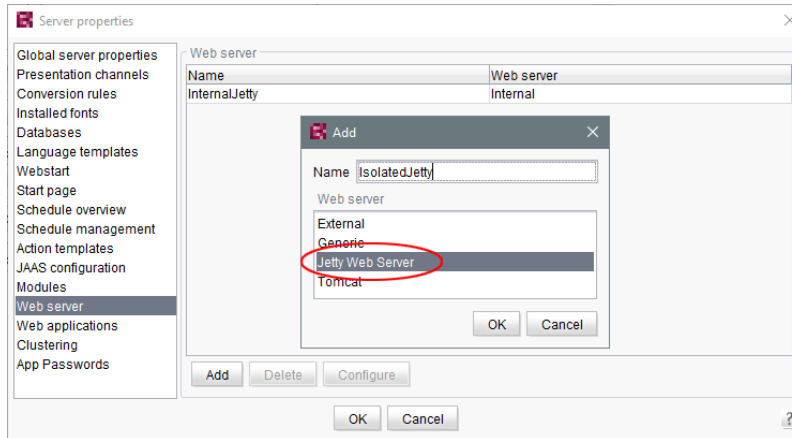 Server properties
Global server properties
Presentation channels
Conversion rules
Installed fonts
Databases
Language templates
Webstart
Start page
Schedule overview
Schedule management
Action templates
JAAS configuration
Modules
Web server
Web applications
Clustering
App Passwords
Web server
Name Web server
InternalJetty Internal
Add
Name IsolatedJetty
Web server
External
Generic
Jetty Web Server
Tomcat
OK Cancel
Add Delete Configure
OK Cancel
?